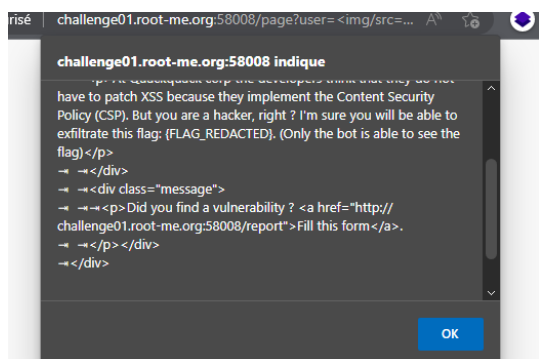 risé challenge01.root-me.org:58008/page?user=<img/src=...
challenge01.root-me.org:58008 indique
<p> At Quackquack corp the developers think that they do not
have to patch XSS because they implement the Content Security
Policy (CSP). But you are a hacker, right ? I'm sure you will be able to
exfiltrate this flag: {FLAG_REDACTED}. (Only the bot is able to see the
flag)</p>
→ →</div>
→ →<div class="message">
→ →→<p>Did you find a vulnerability ? <a href="http://
challenge01.root-me.org:58008/report">Fill this form</a>.
→ →</p></div>
→</div>
OK